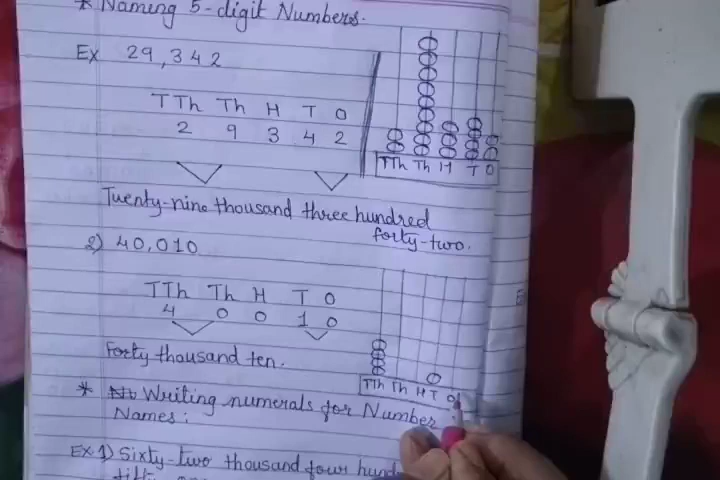 * Naming 5-digit Numbers.
Ex 29,342
TTh Th H T O
2 9 3 4 2
TTh Th H T O
Twenty-nine thousand three hundred
forty-two.
2) 40,010
TTh Th H T O
4 0 0 1 0
Forty thousand ten.
TTh Th H T O
* Writing numerals for Number
Names:
Ex 1) Sixty-two thousand four